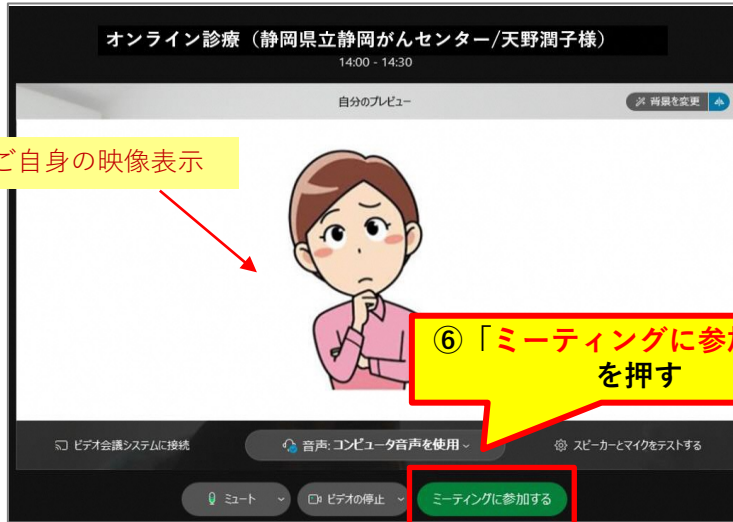 オンライン診療（静岡県立静岡がんセンター/天野潤子様）
14:00 - 14:30
自分のプレビュー
背景を変更
ご自身の映像表示
⑥「ミーティングに参加
を押す
ビデオ会議システムに接続
音声: コンピュータ音声を使用
スピーカーとマイクをテストする
ミュート
ビデオの停止
ミーティングに参加する